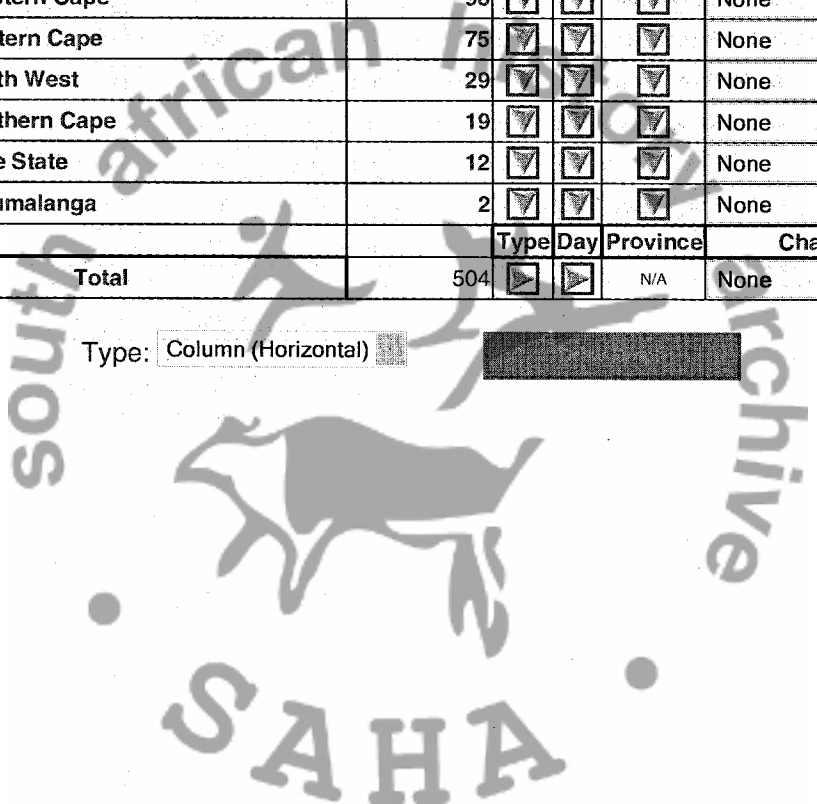 tern Cape 75 None
th West 29 None
thern Cape 19 None
e State 12 None
umalanga 2 None
Type Day Province Cha
Total 504 N/A None
Type: Column (Horizontal)
south african history archive
SAHA